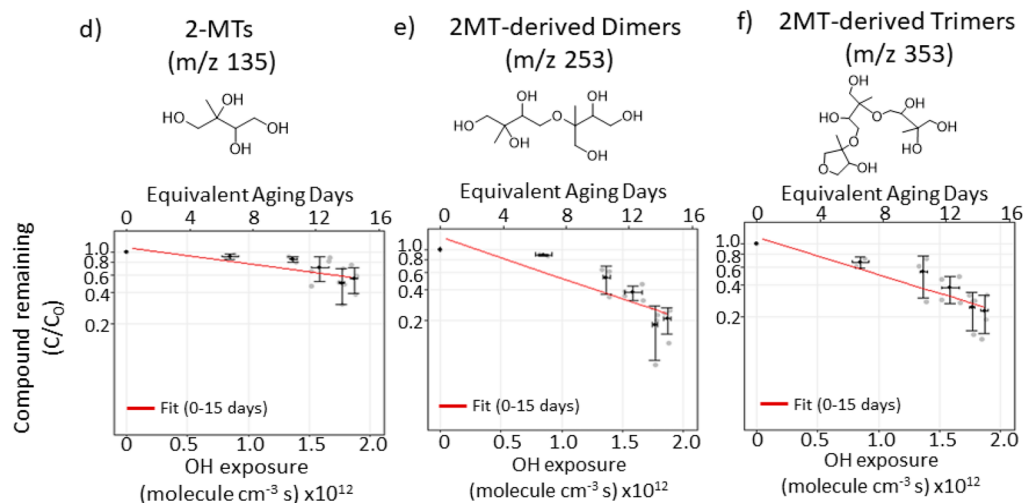 d)
2-MTs
(m/z 135)
OH
HO
OH
OH
Equivalent Aging Days
0 4 8 12 16
Compound remaining
(C/C0)
1.0
0.8
0.6
0.4
0.2
Fit (0-15 days)
0 0.5 1.0 1.5 2.0
OH exposure
(molecule cm⁻³ s) x10¹²
e)
2MT-derived Dimers
(m/z 253)
OH OH
HO O OH
OH
OH
Equivalent Aging Days
0 4 8 12 16
1.0
0.8
0.6
0.4
0.2
Fit (0-15 days)
0 0.5 1.0 1.5 2.0
OH exposure
(molecule cm⁻³ s) x10¹²
f)
2MT-derived Trimers
(m/z 353)
OH
OH
HO O
OH
O OH
O OH
Equivalent Aging Days
0 4 8 12 16
1.0
0.8
0.6
0.4
0.2
Fit (0-15 days)
0 0.5 1.0 1.5 2.0
OH exposure
(molecule cm⁻³ s) x10¹²